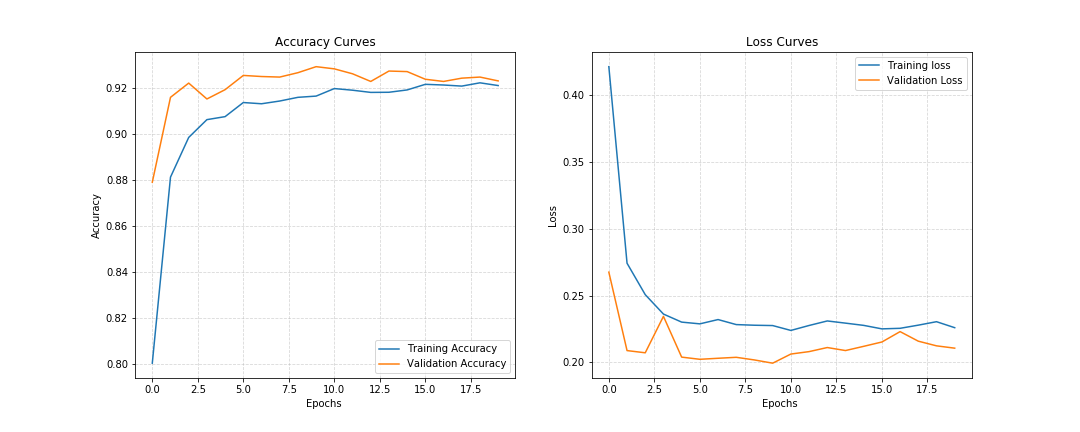 Accuracy Curves
Accuracy
0.92
0.90
0.88
0.86
0.84
0.82
0.80
Training Accuracy
Validation Accuracy
0.0 2.5 5.0 7.5 10.0 12.5 15.0 17.5
Epochs
Loss Curves
Loss
0.40
0.35
0.30
0.25
0.20
Training loss
Validation Loss
0.0 2.5 5.0 7.5 10.0 12.5 15.0 17.5
Epochs